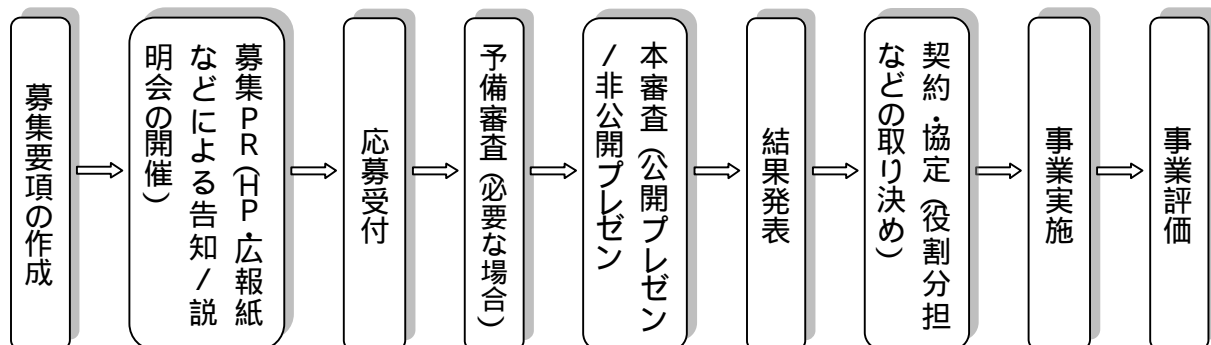 募集要項の作成
募集PR(HP・広報紙
などによる告知/説
明会の開催)
応募受付
予備審査(必要な場合)
本審査(公開プレゼン
/非公開プレゼン
結果発表
契約・協定(役割分担
などの取り決め)
事業実施
事業評価